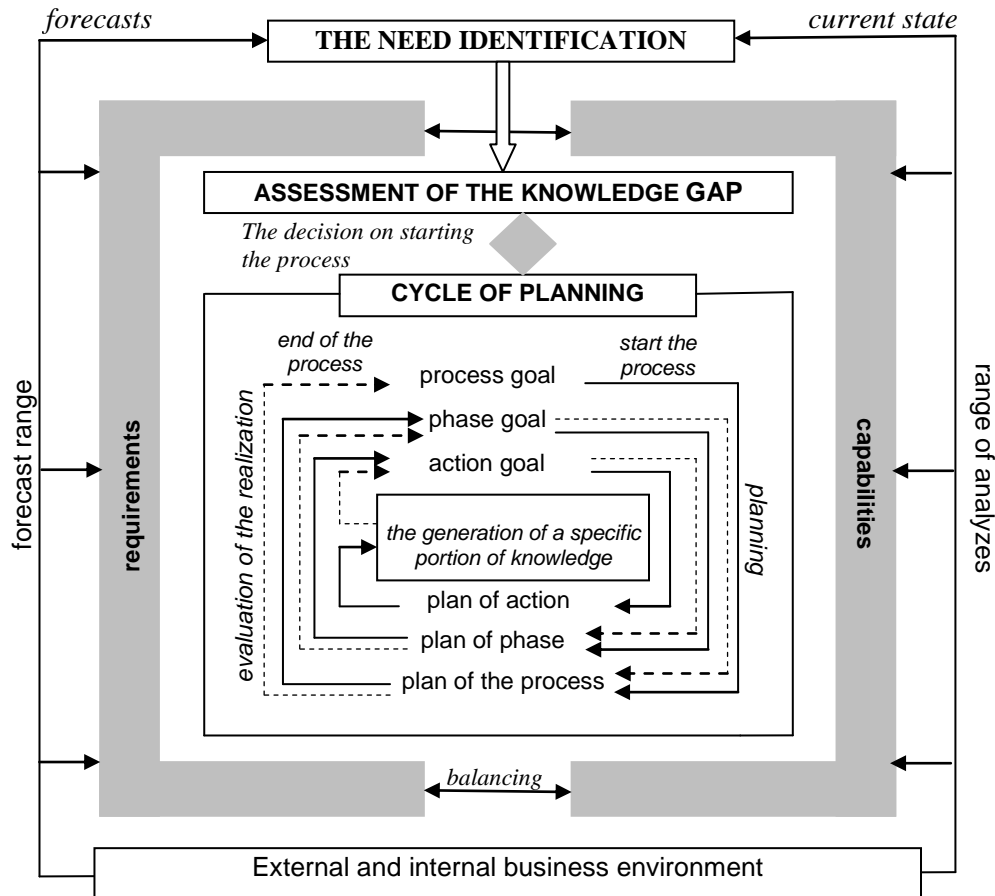 forecasts
current state
THE NEED IDENTIFICATION
ASSESSMENT OF THE KNOWLEDGE GAP
The decision on starting
the process
CYCLE OF PLANNING
end of the
process
start the
process
process goal
phase goal
action goal
the generation of a specific
portion of knowledge
plan of action
plan of phase
plan of the process
evaluation of the realization
planning
forecast range
requirements
capabilities
range of analyzes
balancing
External and internal business environment